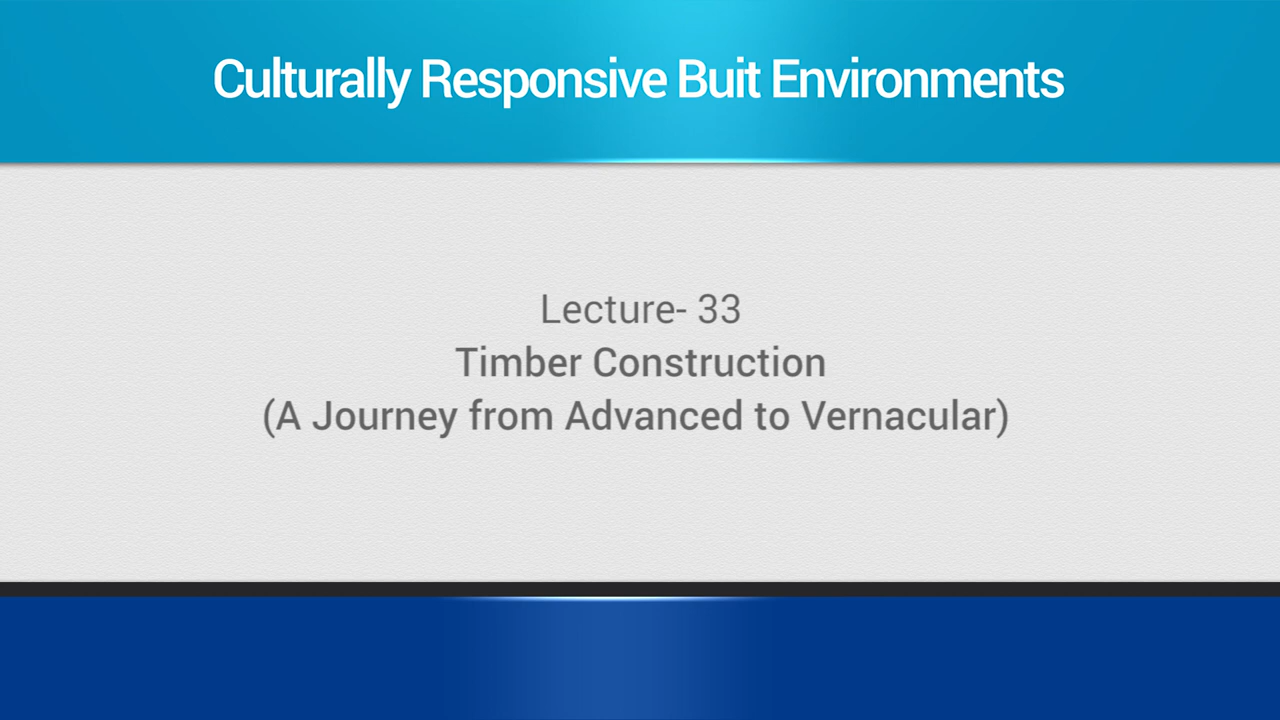 Culturally Responsive Buit Environments
Lecture- 33
Timber Construction
(A Journey from Advanced to Vernacular)